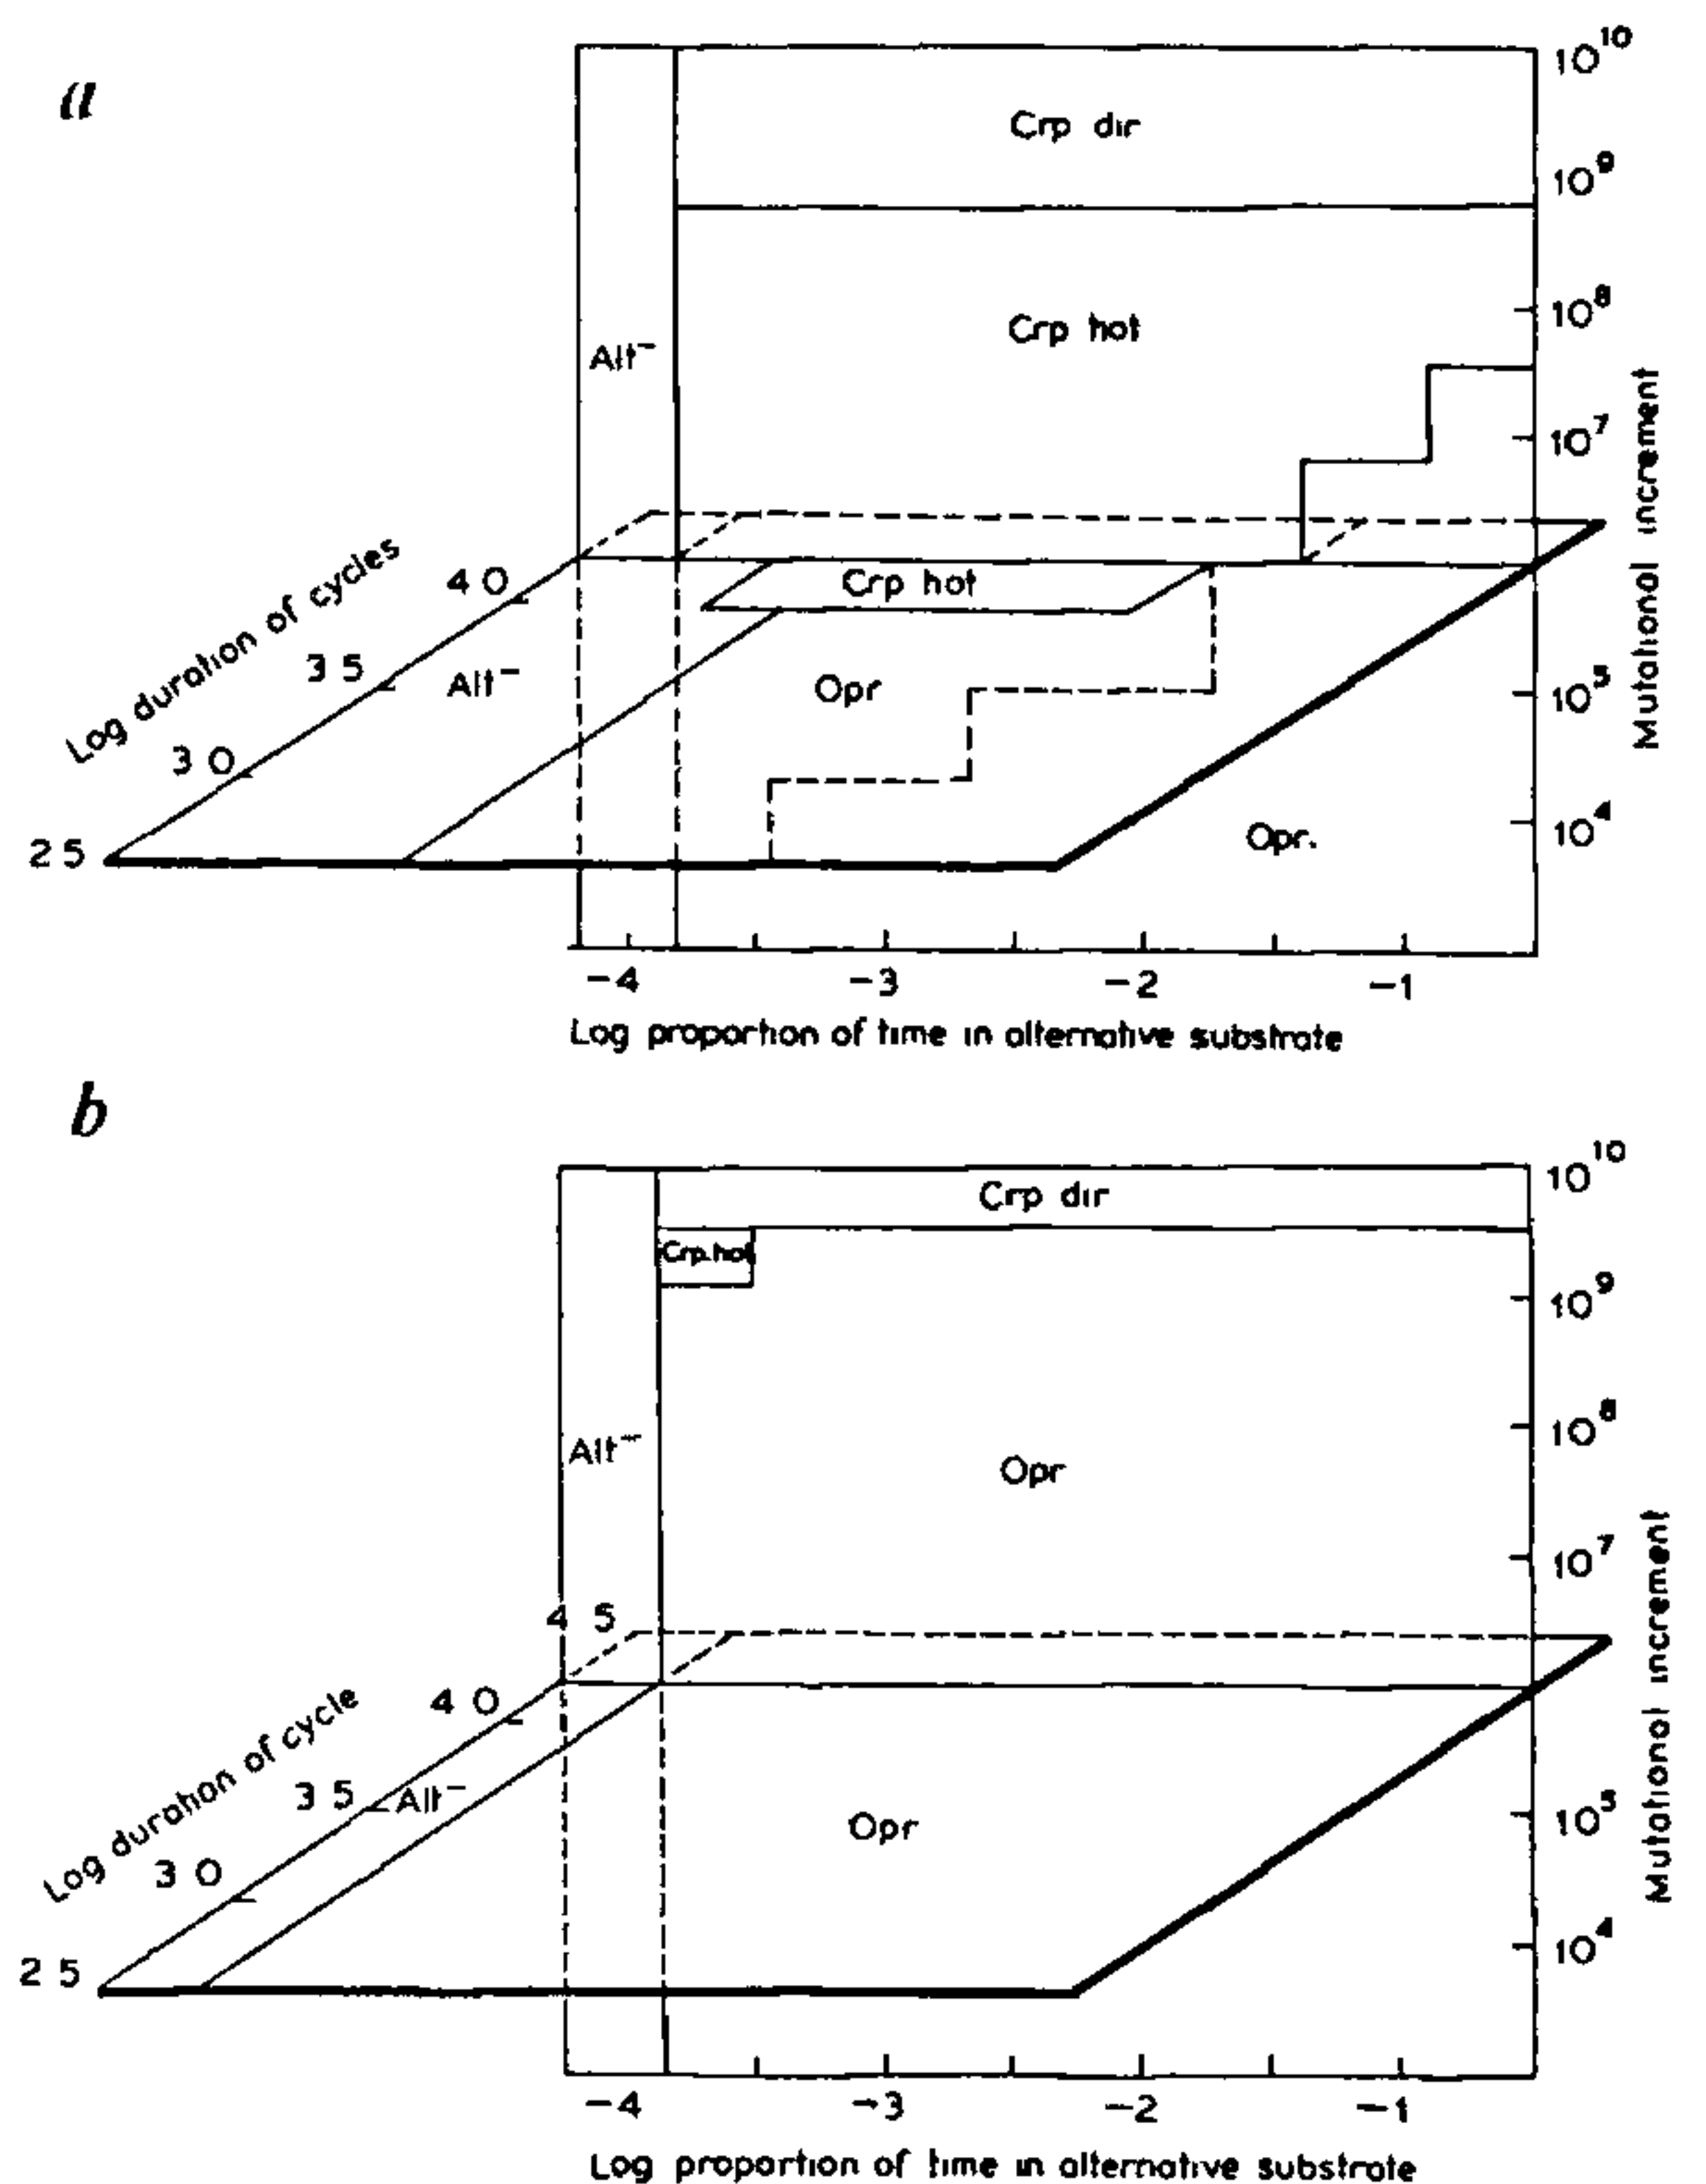 a
10^10
Crp dir
10^9
10^8
Crp hot
Alt^-
10^7
Mutational increment
Log duration of cycles
4 0
Crp hot
3 5
Alt^-
Opr
10^5
3 0
10^4
Opr.
2 5
-4 -3 -2 -1
Log proportion of time in alternative substrate
b
10^10
Crp dir
Crp.hot
10^9
10^8
Alt^-
Opr
10^7
4 5
Mutational increment
Log duration of cycle
4 0
3 5
Alt^-
Opr
10^5
3 0
10^4
2 5
-4 -3 -2 -1
Log proportion of time in alternative substrate